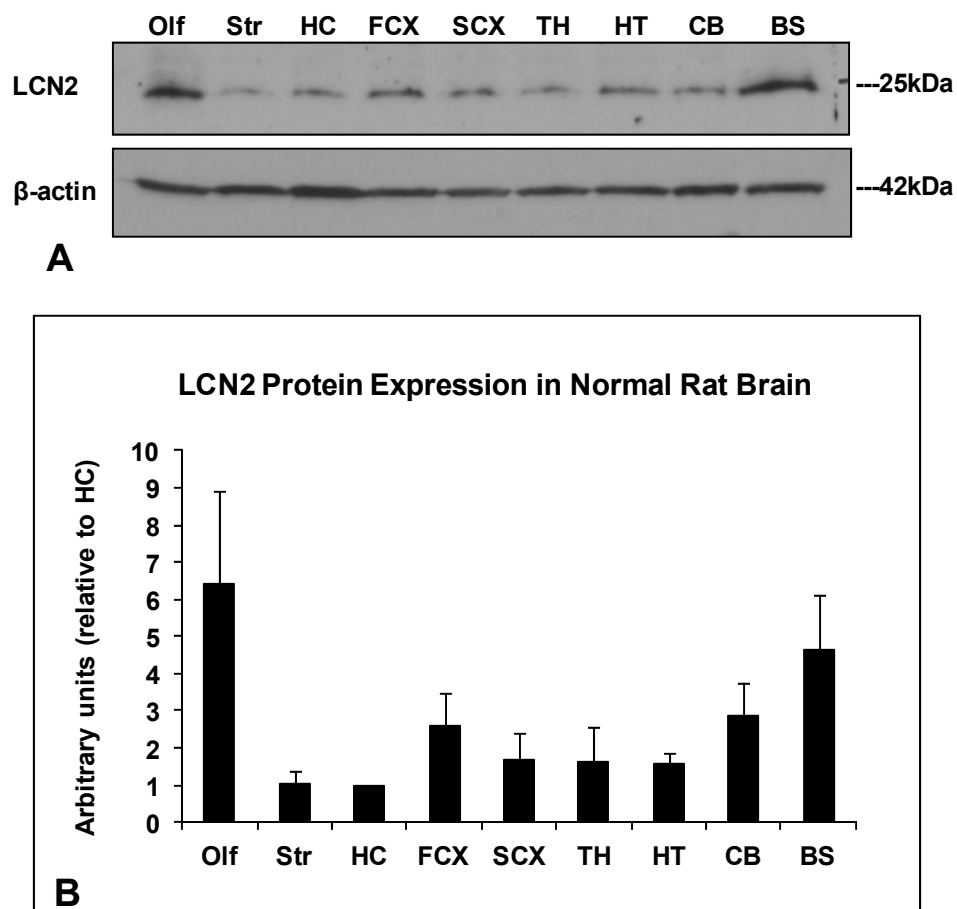 Olf Str HC FCX SCX TH HT CB BS
LCN2 ---25kDa
β-actin ---42kDa
A
LCN2 Protein Expression in Normal Rat Brain
Arbitrary units (relative to HC)
10
9
8
7
6
5
4
3
2
1
0
Olf Str HC FCX SCX TH HT CB BS
B